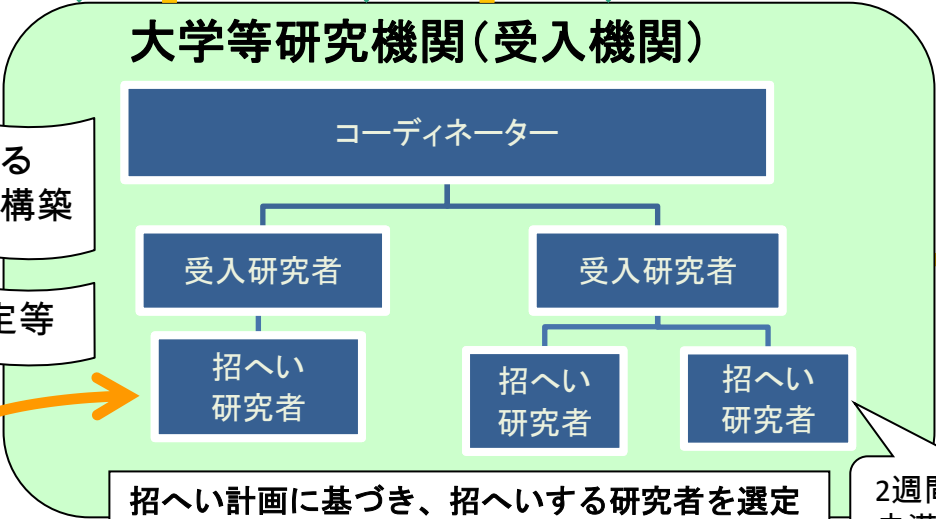 大学等研究機関（受入機関）
コーディネーター
る
構築
受入研究者
受入研究者
定等
招へい
研究者
招へい
研究者
招へい
研究者
招へい計画に基づき、招へいする研究者を選定
2週間